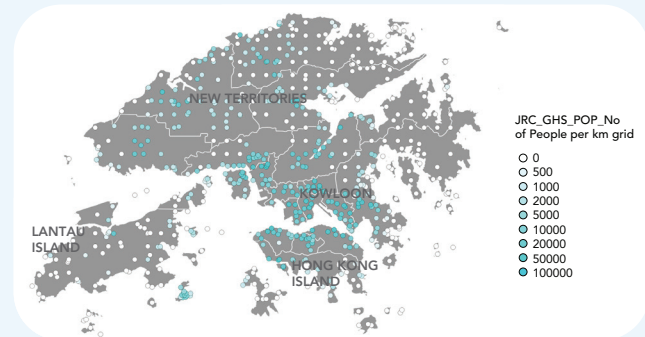 NEW TERRITORIES
KOWLOON
LANTAU
ISLAND
HONG KONG
ISLAND
JRC_GHS_POP_No
of People per km grid
0
500
1000
2000
5000
10000
20000
50000
100000